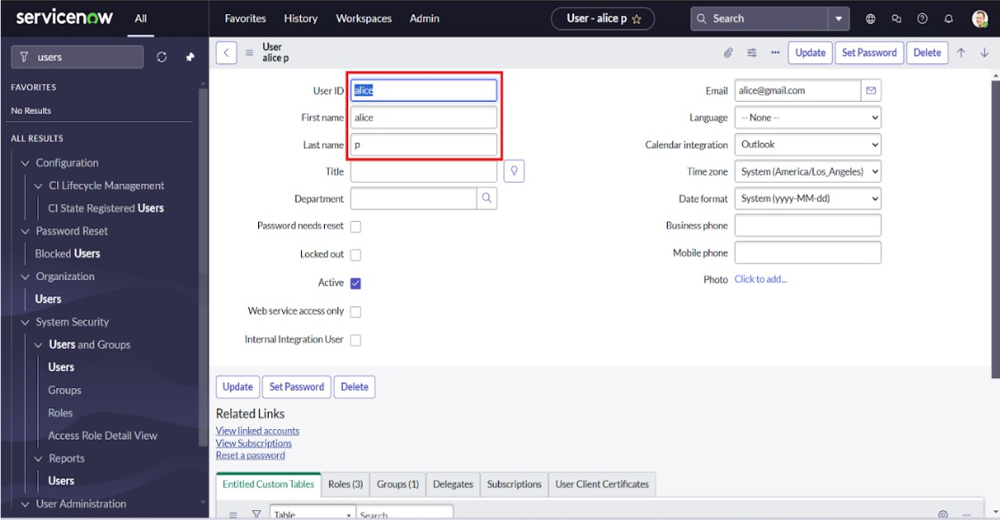 servicenow All Favorites History Workspaces Admin User - alice p Search
users
User
alice p
Update Set Password Delete
FAVORITES
No Results
ALL RESULTS
Configuration
CI Lifecycle Management
CI State Registered Users
Password Reset
Blocked Users
Organization
Users
System Security
Users and Groups
Users
Groups
Roles
Access Role Detail View
Reports
Users
User Administration
User ID alice
First name alice
Last name p
Title
Department
Password needs reset
Locked out
Active
Web service access only
Internal Integration User
Email alice@gmail.com
Language -- None --
Calendar integration Outlook
Time zone System (America/Los_Angeles)
Date format System (yyyy-MM-dd)
Business phone
Mobile phone
Photo Click to add...
Update Set Password Delete
Related Links
View linked accounts
View Subscriptions
Reset a password
Entitled Custom Tables Roles (3) Groups (1) Delegates Subscriptions User Client Certificates
Table Search